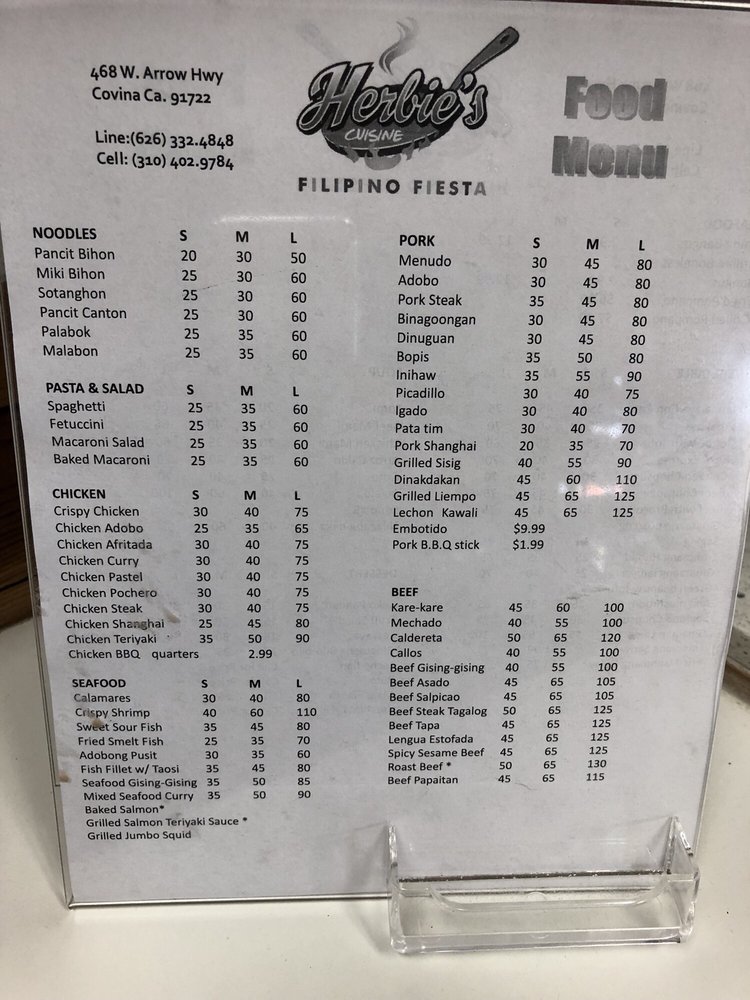 468 W. Arrow Hwy
Covina Ca. 91722
Line:(626) 332.4848
Cell: (310) 402.9784
Herbie's
CUISINE
FILIPINO FIESTA
Food
Menu
NOODLES S M L
Pancit Bihon 20 30 50
Miki Bihon 25 30 60
Sotanghon 25 30 60
Pancit Canton 25 30 60
Palabok 25 35 60
Malabon 25 35 60
PASTA & SALAD S M L
Spaghetti 25 35 60
Fetuccini 25 35 60
Macaroni Salad 25 35 60
Baked Macaroni 25 35 60
CHICKEN S M L
Crispy Chicken 30 40 75
Chicken Adobo 25 35 65
Chicken Afritada 30 40 75
Chicken Curry 30 40 75
Chicken Pastel 30 40 75
Chicken Pochero 30 40 75
Chicken Steak 30 40 75
Chicken Shanghai 25 45 80
Chicken Teriyaki 35 50 90
Chicken BBQ quarters 2.99
SEAFOOD S M L
Calamares 30 40 80
Crispy Shrimp 40 60 110
Sweet Sour Fish 35 45 80
Fried Smelt Fish 25 35 70
Adobong Pusit 30 35 60
Fish Fillet w/ Taosi 35 45 80
Seafood Gising-Gising 35 50 85
Mixed Seafood Curry 35 50 90
Baked Salmon*
Grilled Salmon Teriyaki Sauce *
Grilled Jumbo Squid
PORK S M L
Menudo 30 45 80
Adobo 30 45 80
Pork Steak 35 45 80
Binagoongan 30 45 80
Dinuguan 30 45 80
Bopis 35 50 80
Inihaw 35 55 90
Picadillo 30 40 75
Igado 30 40 80
Pata tim 30 40 70
Pork Shanghai 20 35 70
Grilled Sisig 40 55 90
Dinakdakan 45 60 110
Grilled Liempo 45 65 125
Lechon Kawali 45 65 125
Embotido $9.99
Pork B.B.Q stick $1.99
BEEF
Kare-kare 45 60 100
Mechado 40 55 100
Caldereta 50 65 120
Callos 40 55 100
Beef Gising-gising 40 55 100
Beef Asado 45 65 105
Beef Salpicao 45 65 105
Beef Steak Tagalog 50 65 125
Beef Tapa 45 65 125
Lengua Estofada 45 65 125
Spicy Sesame Beef 45 65 125
Roast Beef * 50 65 130
Beef Papaitan 45 65 115